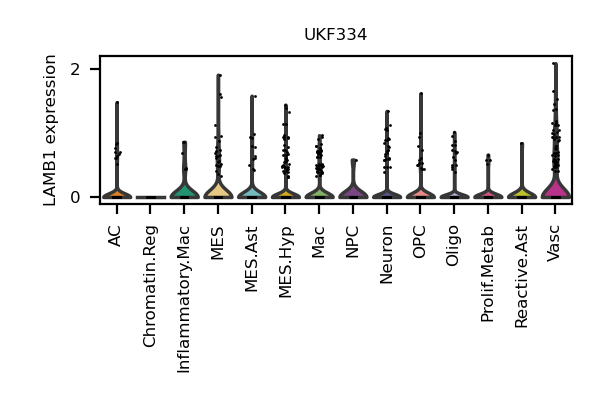 UKF334
LAMB1 expression
2
0
AC
Chromatin.Reg
Inflammatory.Mac
MES
MES.Ast
MES.Hyp
Mac
NPC
Neuron
OPC
Oligo
Prolif.Metab
Reactive.Ast
Vasc